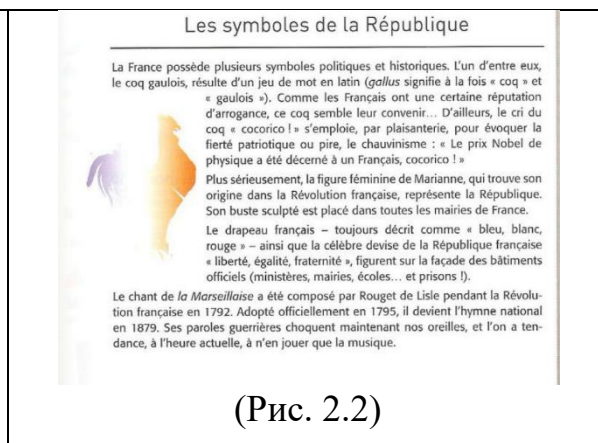 Les symboles de la République
La France possède plusieurs symboles politiques et historiques. L'un d'entre eux,
le coq gaulois, résulte d'un jeu de mot en latin (gallus signifie à la fois « coq » et
« gaulois »). Comme les Français ont une certaine réputation
d'arrogance, ce coq semble leur convenir... D'ailleurs, le cri du
coq « cocorico ! » s'emploie, par plaisanterie, pour évoquer la
fierté patriotique ou pire, le chauvinisme : « Le prix Nobel de
physique a été décerné à un Français, cocorico ! »
Plus sérieusement, la figure féminine de Marianne, qui trouve son
origine dans la Révolution française, représente la République.
Son buste sculpté est placé dans toutes les mairies de France.
Le drapeau français – toujours décrit comme « bleu, blanc,
rouge » – ainsi que la célèbre devise de la République française
« liberté, égalité, fraternité », figurent sur la façade des bâtiments
officiels (ministères, mairies, écoles... et prisons !).
Le chant de la Marseillaise a été composé par Rouget de Lisle pendant la Révolu-
tion française en 1792. Adopté officiellement en 1795, il devient l'hymne national
en 1879. Ses paroles guerrières choquent maintenant nos oreilles, et l'on a ten-
dance, à l'heure actuelle, à n'en jouer que la musique.
(Рис. 2.2)